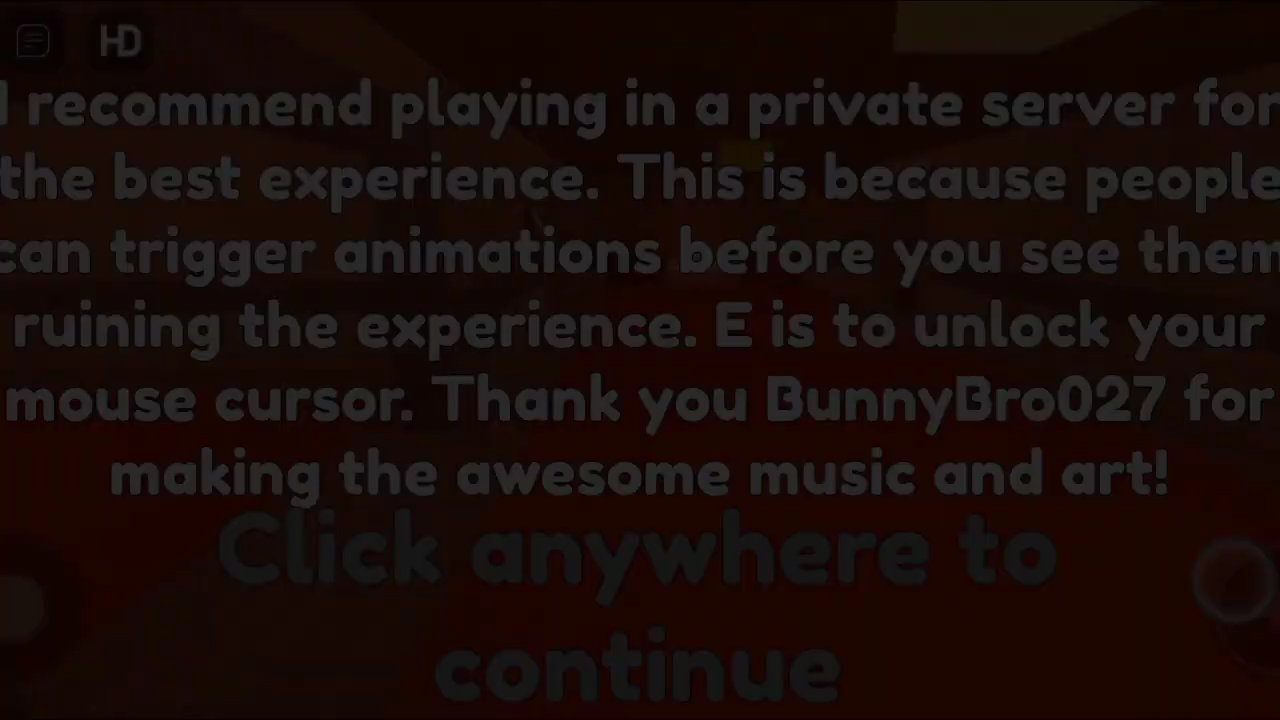 HD
I recommend playing in a private server for
the best experience. This is because people
can trigger animations before you see them
ruining the experience. E is to unlock your
mouse cursor. Thank you BunnyBro027 for
making the awesome music and art!
Click anywhere to
continue